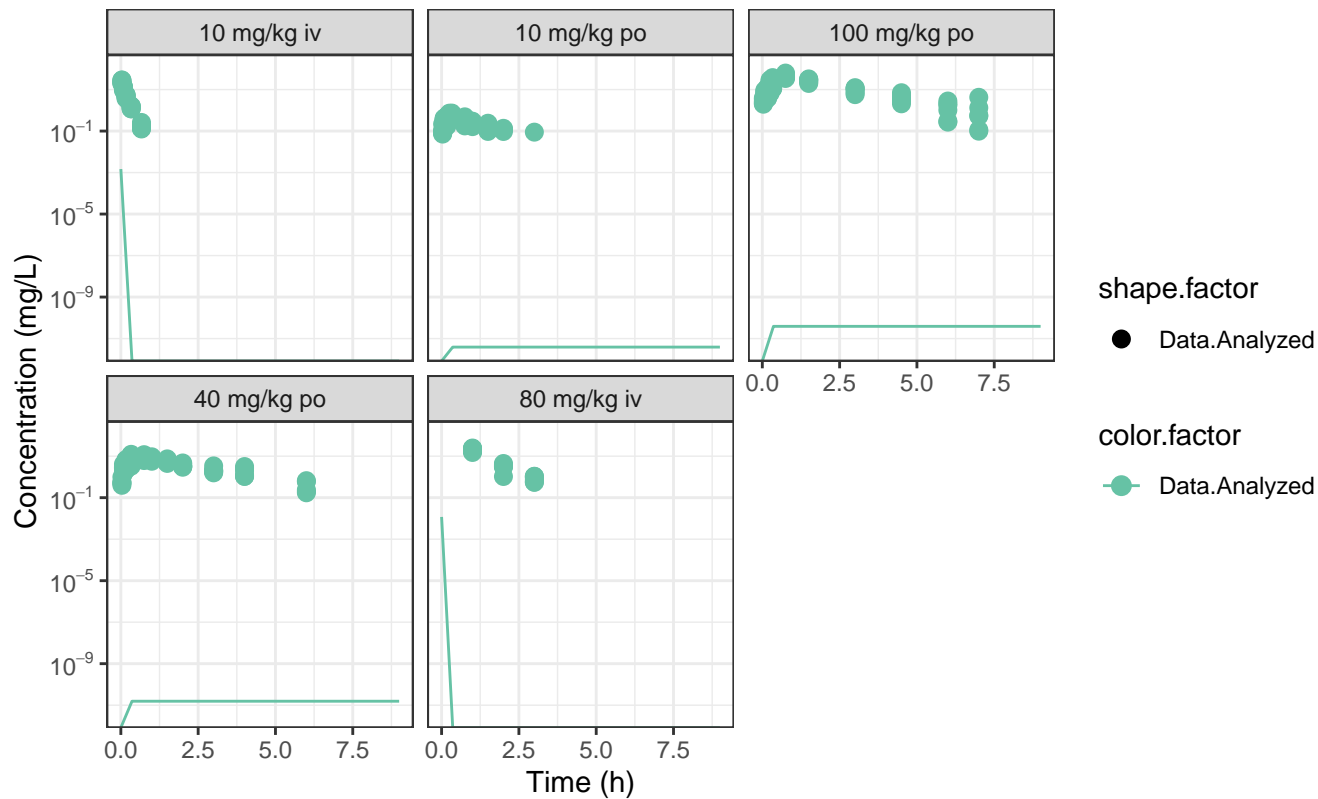 10 mg/kg iv
10 mg/kg po
100 mg/kg po
10⁻¹
10⁻⁵
10⁻⁹
0.0 2.5 5.0 7.5
40 mg/kg po
80 mg/kg iv
10⁻¹
10⁻⁵
10⁻⁹
0.0 2.5 5.0 7.5
0.0 2.5 5.0 7.5
Time (h)
Concentration (mg/L)
shape.factor
Data.Analyzed
color.factor
Data.Analyzed